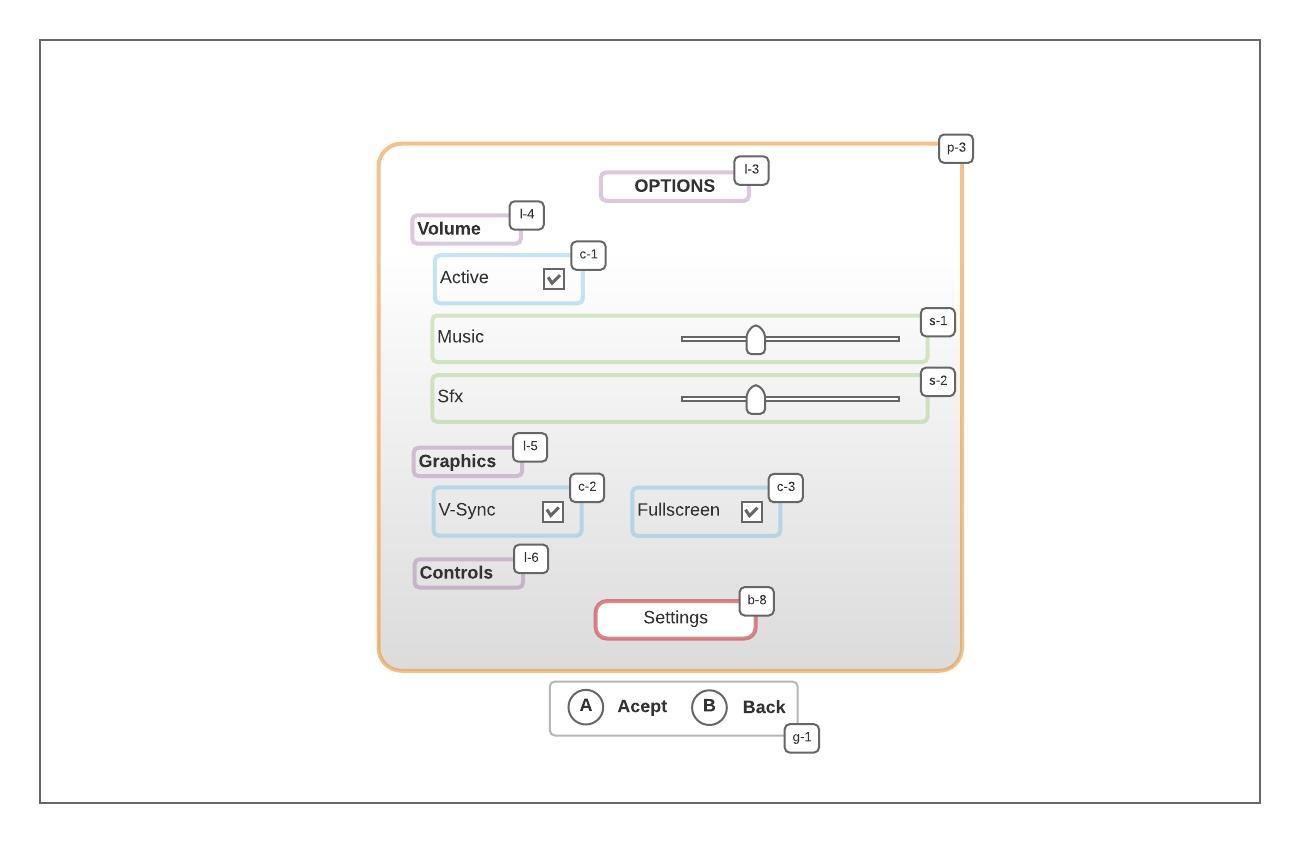 p-3
l-3
OPTIONS
l-4
Volume
c-1
Active
s-1
Music
s-2
Sfx
l-5
Graphics
c-2 c-3
V-Sync Fullscreen
l-6
Controls
b-8
Settings
A Acept B Back
g-1